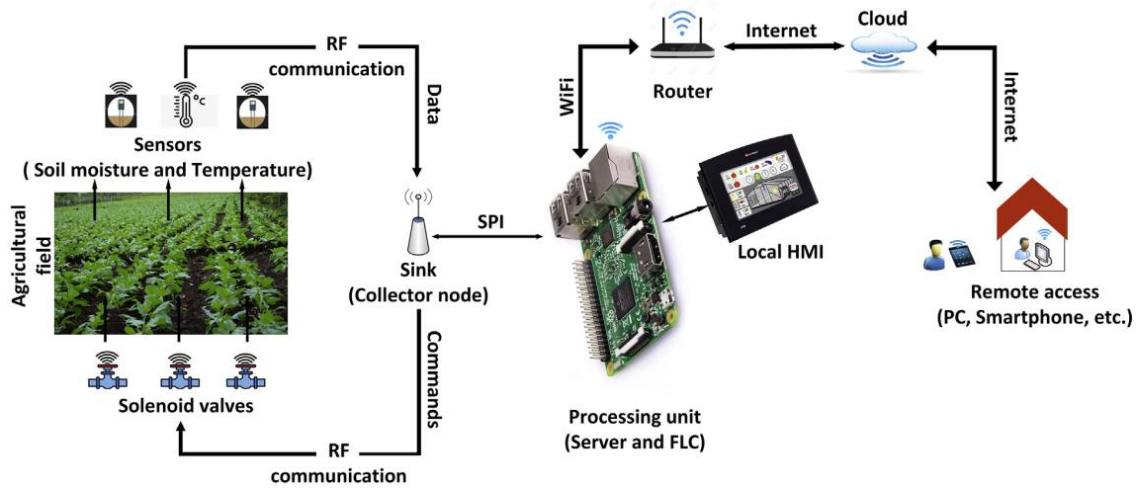 RF
communication
°C
Sensors
( Soil moisture and Temperature)
Agricultural
field
Solenoid valves
RF
communication
Data
Sink
(Collector node)
Commands
SPI
WiFi
Router
Internet
Cloud
Internet
Local HMI
Processing unit
(Server and FLC)
Remote access
(PC, Smartphone, etc.)